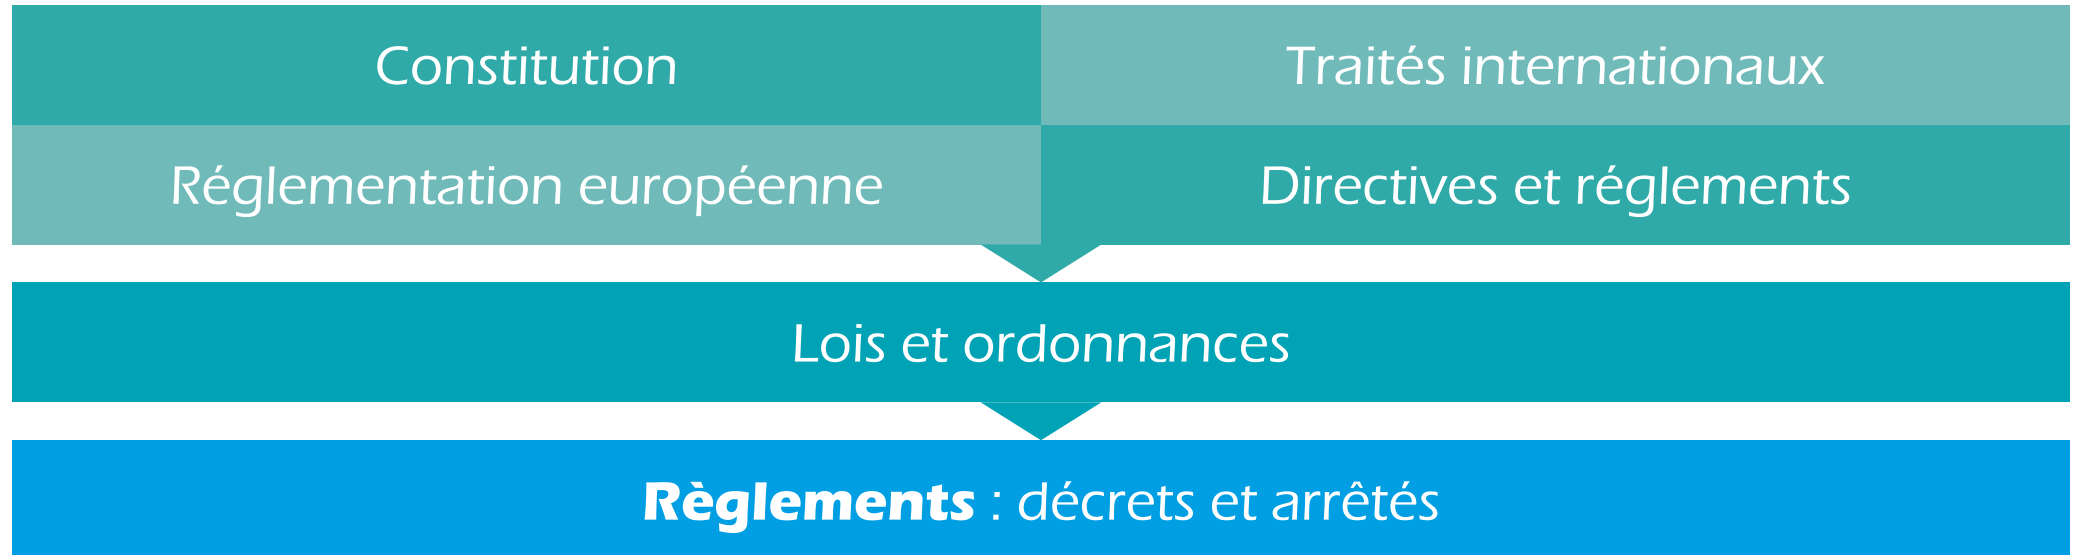 Constitution
Traités internationaux
Réglementation européenne
Directives et réglements
Lois et ordonnances
Règlements : décrets et arrêtés